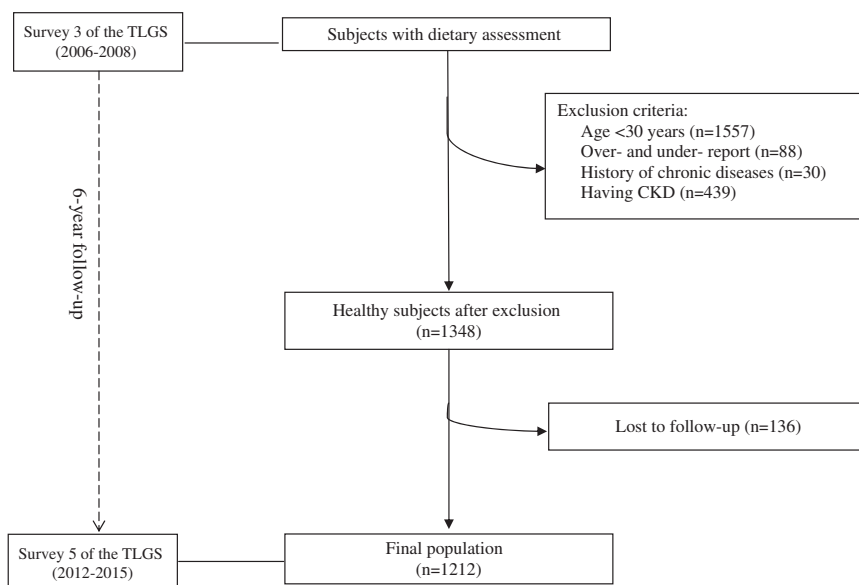 Survey 3 of the TLGS
(2006-2008)
Subjects with dietary assessment
Exclusion criteria:
Age <30 years (n=1557)
Over- and under- report (n=88)
History of chronic diseases (n=30)
Having CKD (n=439)
6-year follow-up
Healthy subjects after exclusion
(n=1348)
Lost to follow-up (n=136)
Survey 5 of the TLGS
(2012-2015)
Final population
(n=1212)